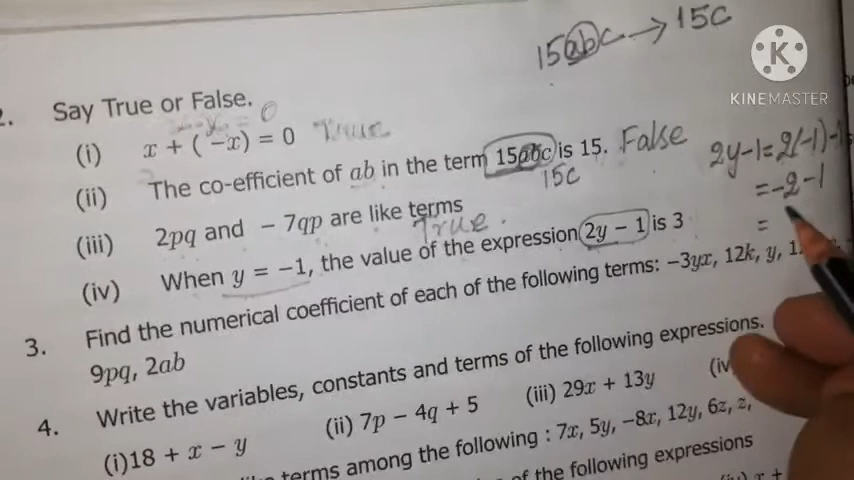 15abc → 15c
K
KINEMASTER
2. Say True or False.
(i) x + ( −x) = 0 True
0
(ii) The co-efficient of ab in the term 15abc is 15. False
15c
2y − 1 = 2(−1) − 1
= −2 − 1
=
(iii) 2pq and − 7qp are like terms
True.
(iv) When y = −1, the value of the expression 2y − 1 is 3
3. Find the numerical coefficient of each of the following terms: −3yx, 12k, y, 1
9pq, 2ab
4. Write the variables, constants and terms of the following expressions.
(i)18 + x − y (ii) 7p − 4q + 5 (iii) 29x + 13y (iv
like terms among the following : 7x, 5y, −8x, 12y, 6z, z,
of the following expressions
x +